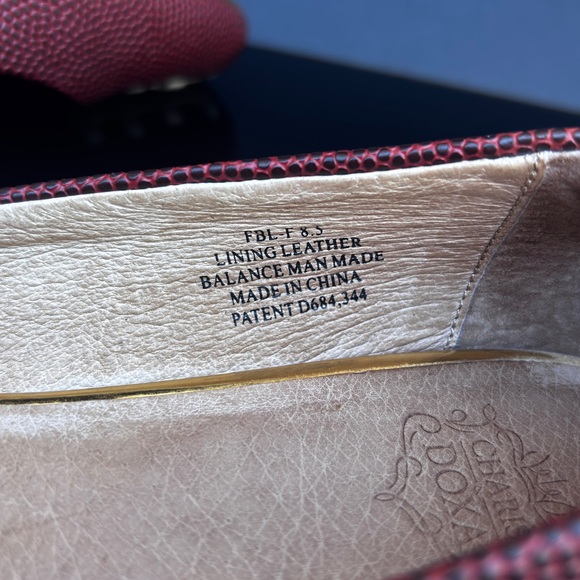 FBL-F 8.5
LINING LEATHER
BALANCE MAN MADE
MADE IN CHINA
PATENT D684,344